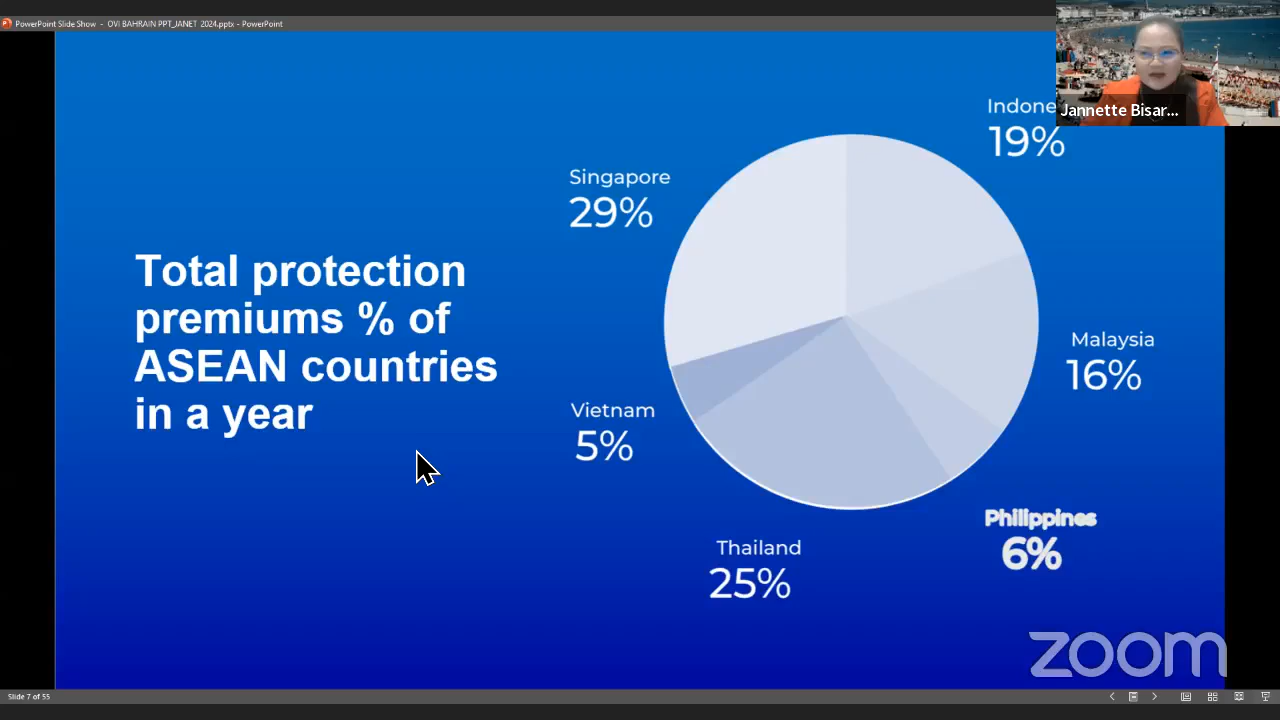 PowerPoint Slide Show - OVI BAHRAIN PPT_JANET 2024.pptx - PowerPoint
Jannette Bisar...
Indone
19%
Singapore
29%
Total protection
premiums % of
ASEAN countries
in a year
Malaysia
16%
Vietnam
5%
Philippines
6%
Thailand
25%
zoom
Slide 7 of 55